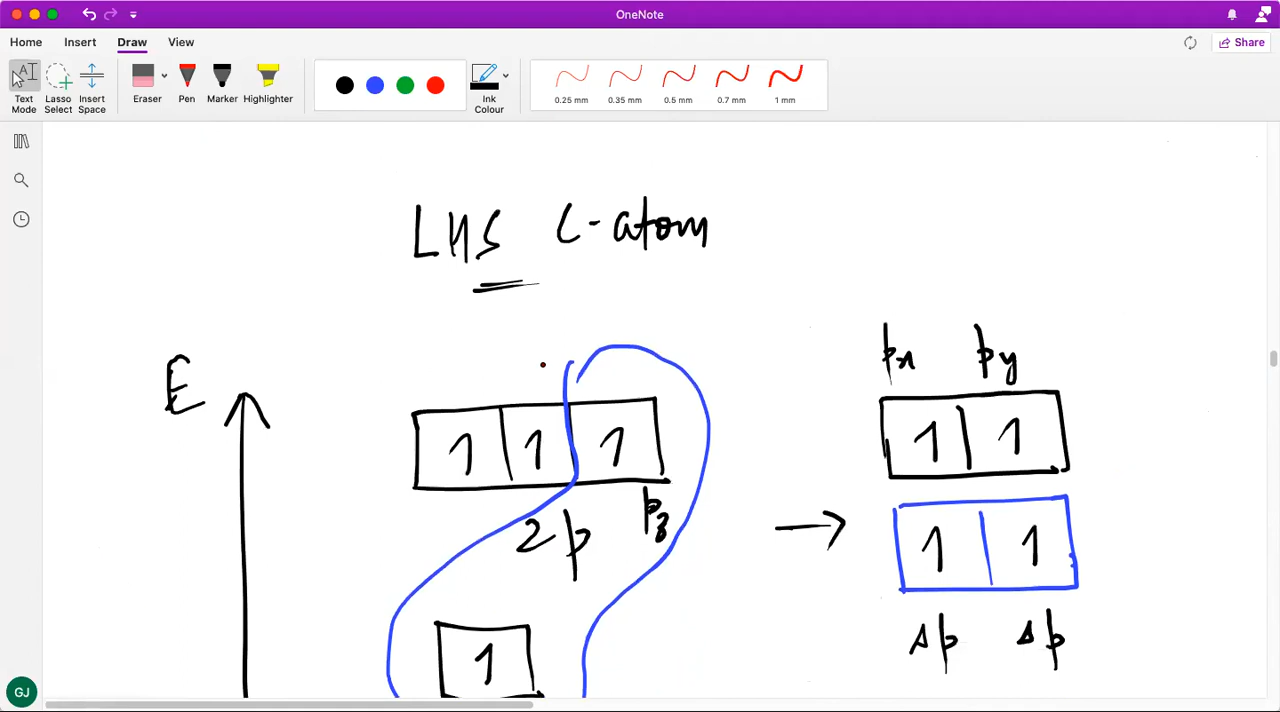 OneNote
Home Insert Draw View
Share
Text Mode
Lasso Select
Insert Space
Eraser
Pen
Marker
Highlighter
Ink Colour
0.25 mm 0.35 mm 0.5 mm 0.7 mm 1 mm
LHS C-atom
E
px py
1 1 1
1 1
2p pz
1 1
sp sp
1
GJ